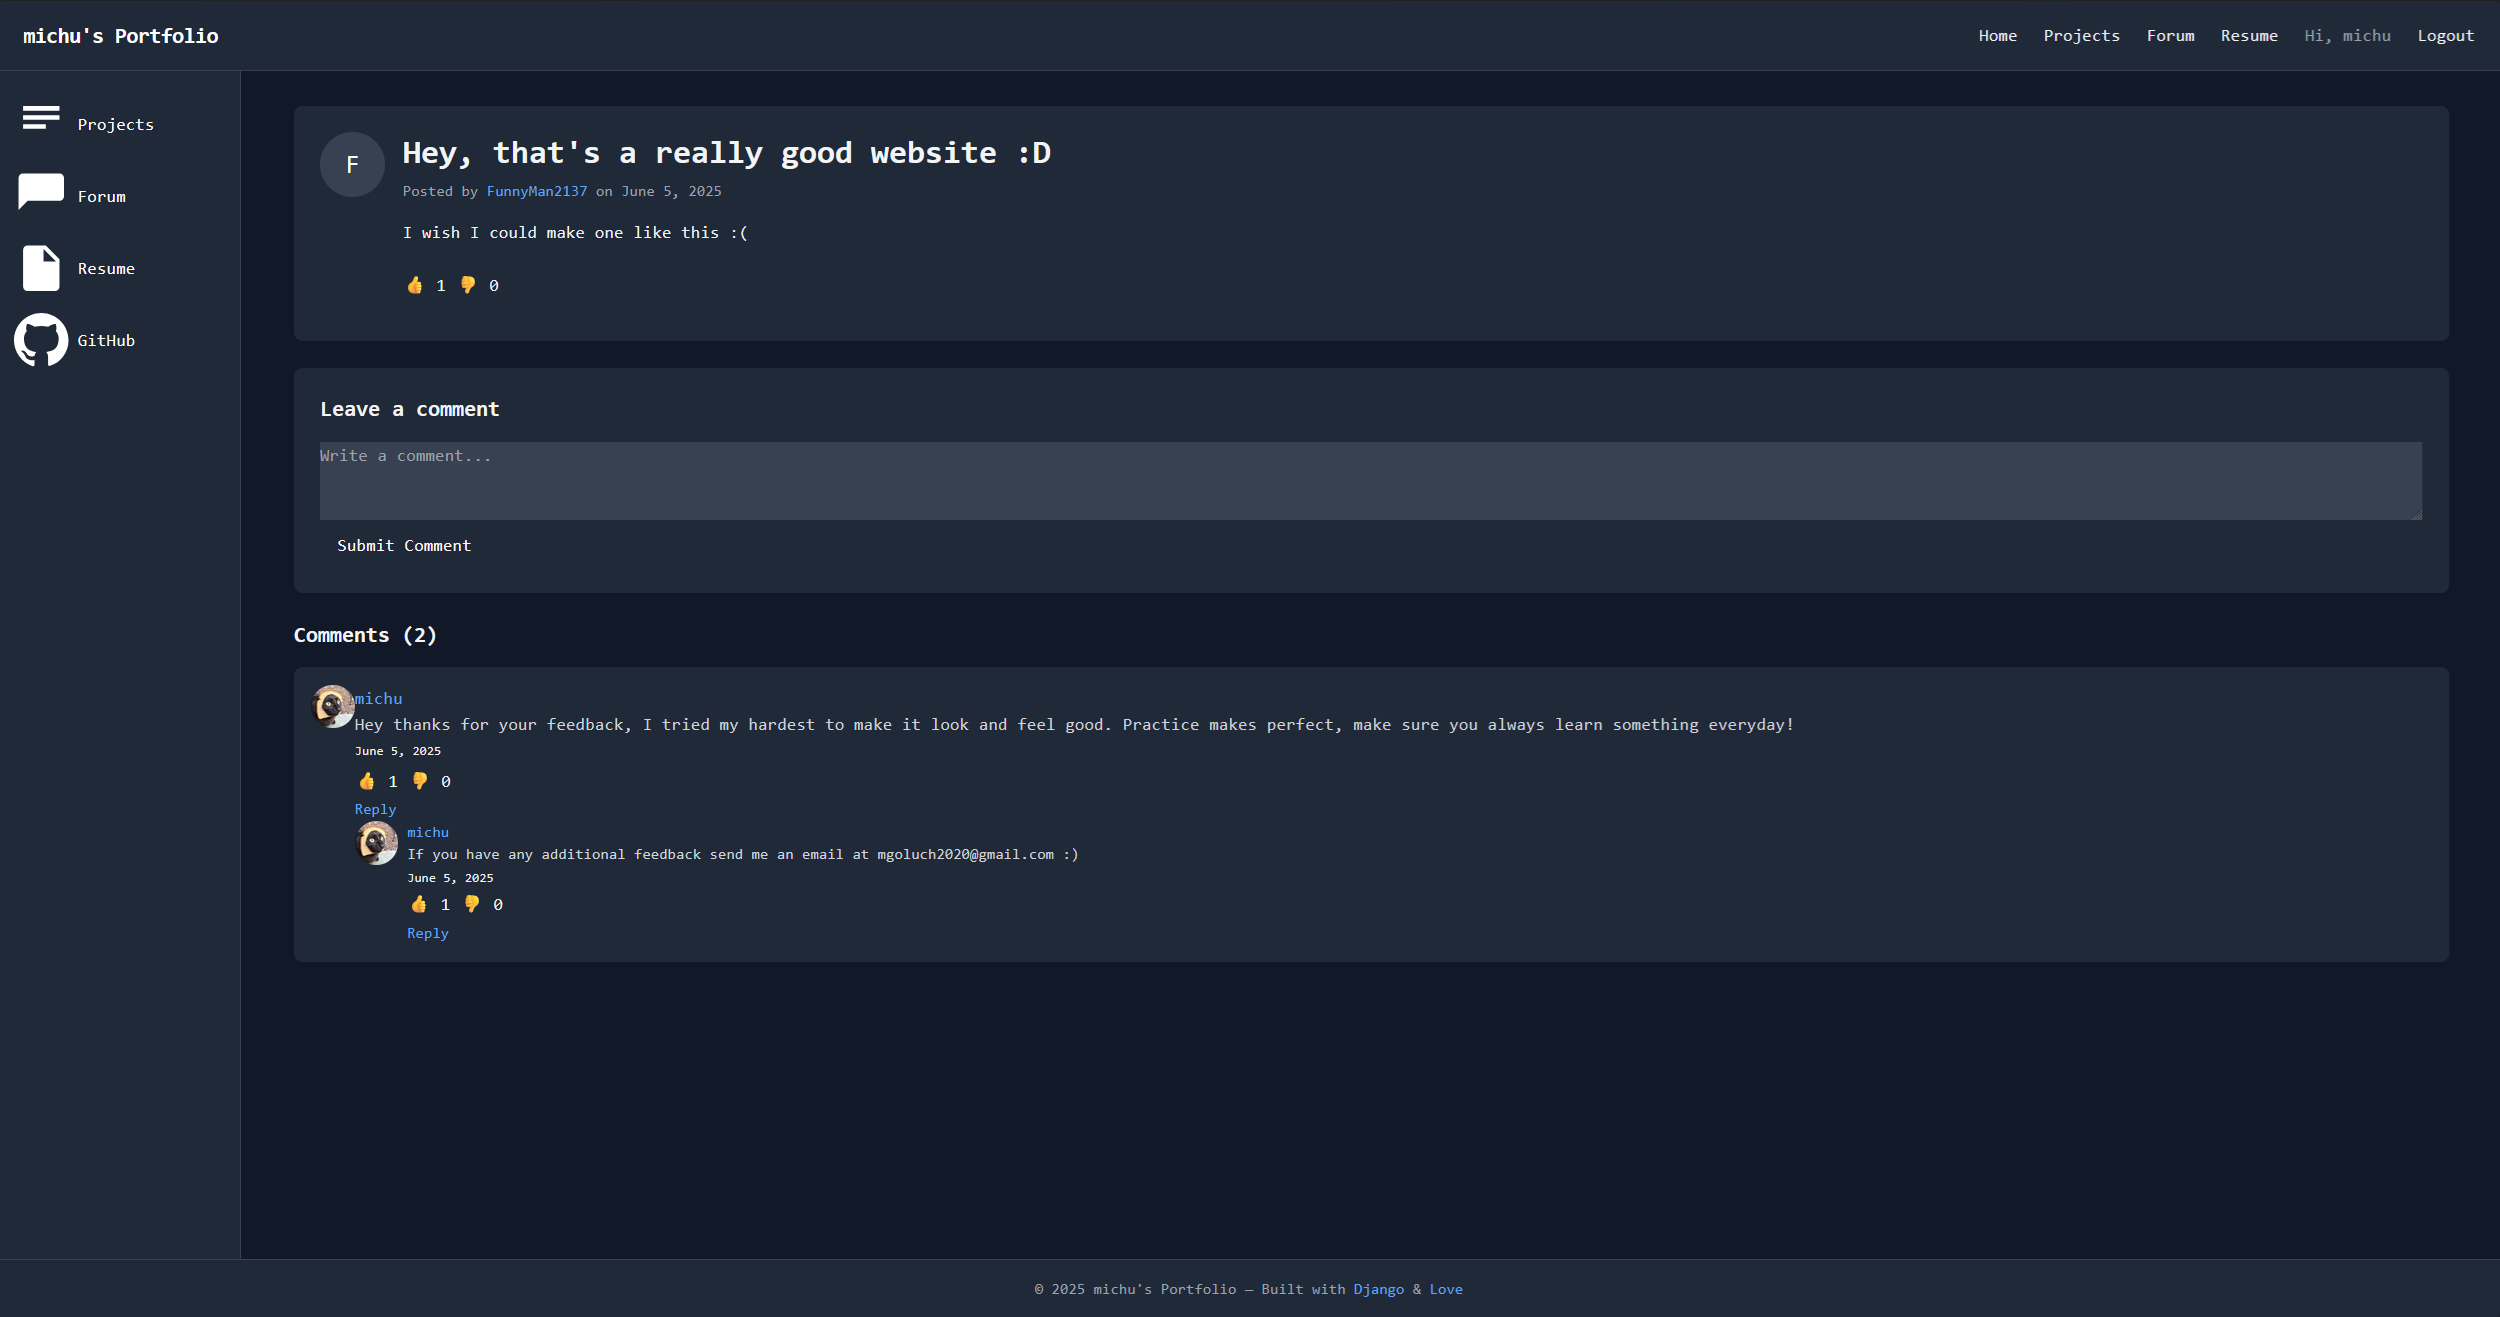 michu's Portfolio
Home Projects Forum Resume Hi, michu Logout
Projects
Forum
Resume
GitHub
F
Hey, that's a really good website :D
Posted by FunnyMan2137 on June 5, 2025
I wish I could make one like this :(
👍 1 👎 0
Leave a comment
Write a comment...
Submit Comment
Comments (2)
michu
Hey thanks for your feedback, I tried my hardest to make it look and feel good. Practice makes perfect, make sure you always learn something everyday!
June 5, 2025
👍 1 👎 0
Reply
michu
If you have any additional feedback send me an email at mgoluch2020@gmail.com :)
June 5, 2025
👍 1 👎 0
Reply
© 2025 michu's Portfolio — Built with Django & Love